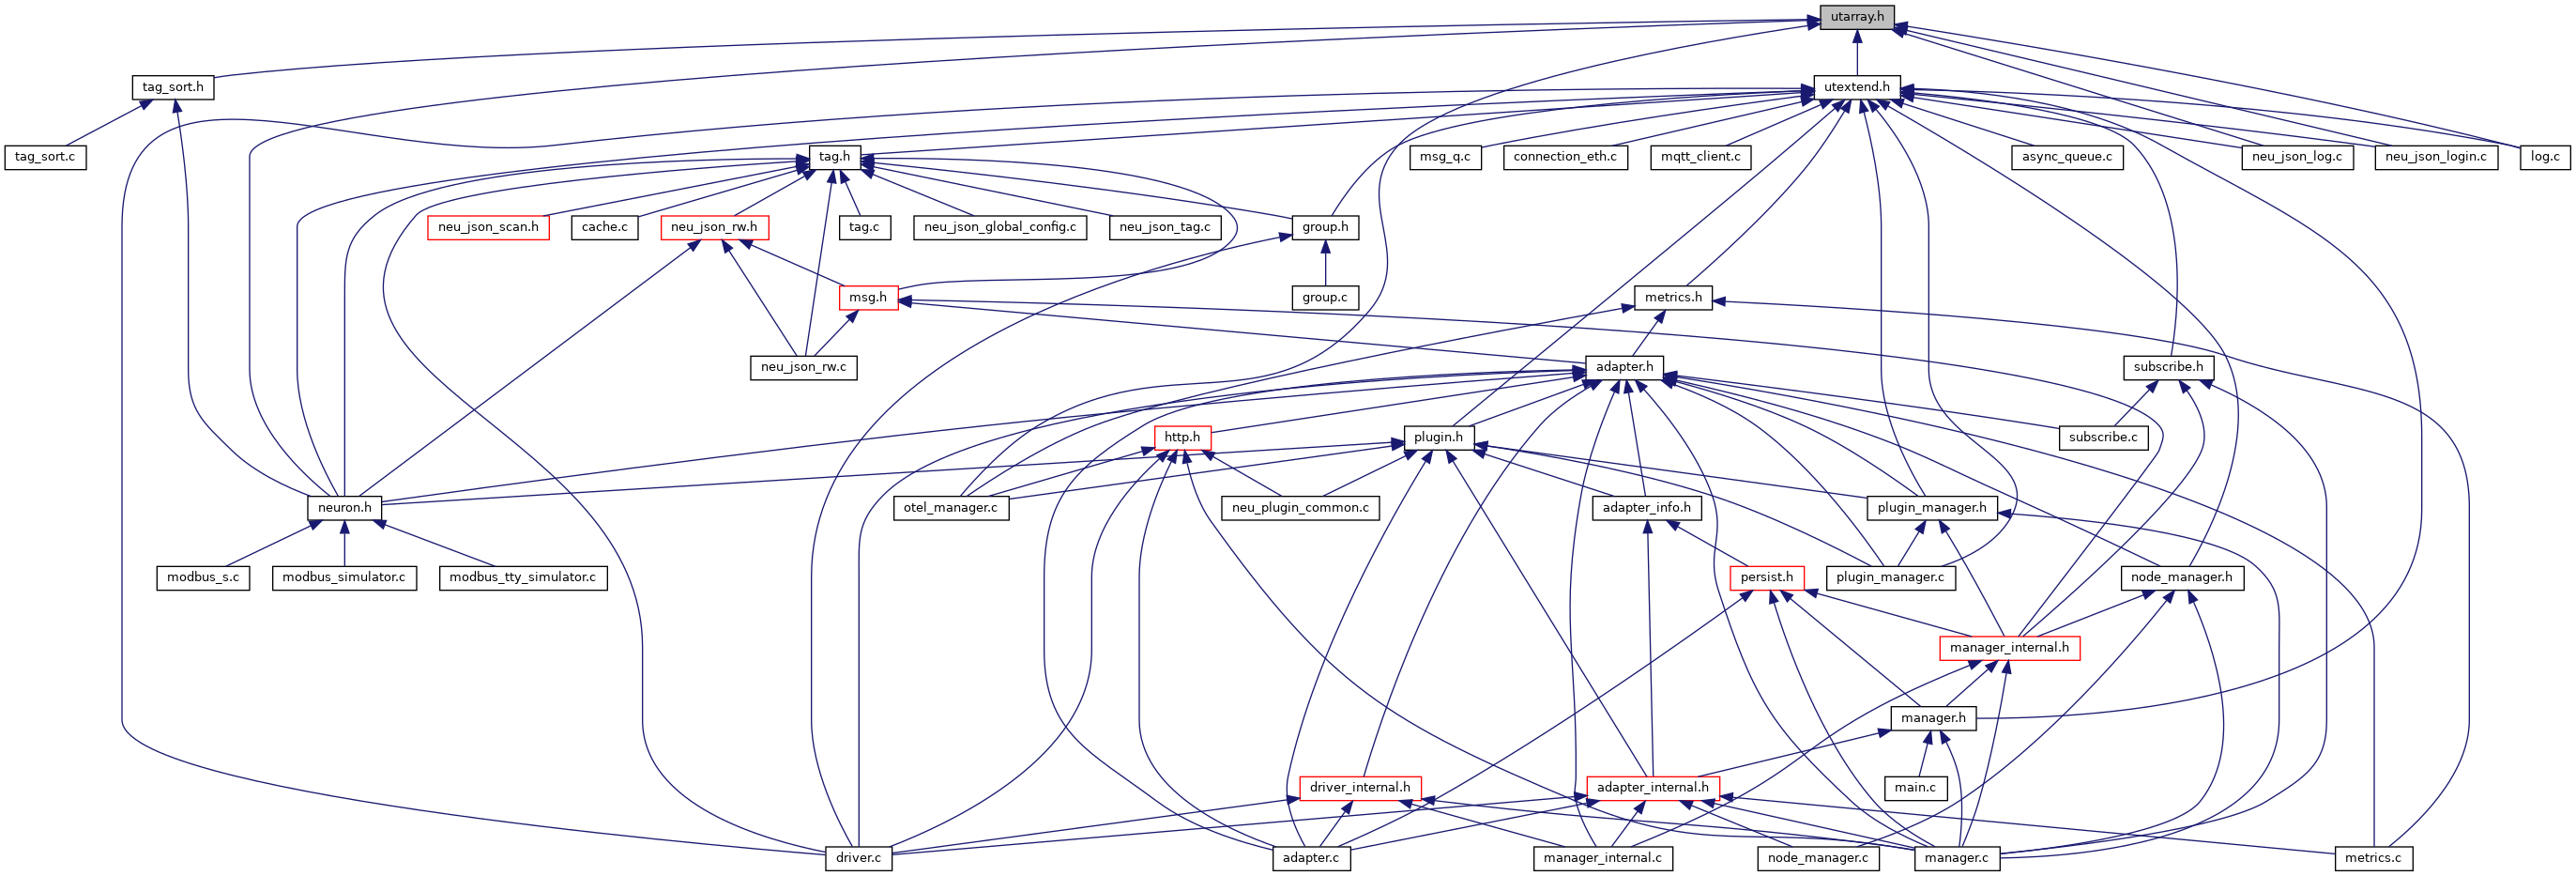 utarray.h
tag_sort.h
utextend.h
tag_sort.c
tag.h
msg_q.c
connection_eth.c
mqtt_client.c
async_queue.c
neu_json_log.c
neu_json_login.c
log.c
neu_json_scan.h
cache.c
neu_json_rw.h
tag.c
neu_json_global_config.c
neu_json_tag.c
group.h
msg.h
group.c
metrics.h
neu_json_rw.c
adapter.h
subscribe.h
http.h
plugin.h
subscribe.c
neuron.h
otel_manager.c
neu_plugin_common.c
adapter_info.h
plugin_manager.h
modbus_s.c
modbus_simulator.c
modbus_tty_simulator.c
persist.h
plugin_manager.c
node_manager.h
manager_internal.h
manager.h
driver_internal.h
adapter_internal.h
main.c
driver.c
adapter.c
manager_internal.c
node_manager.c
manager.c
metrics.c